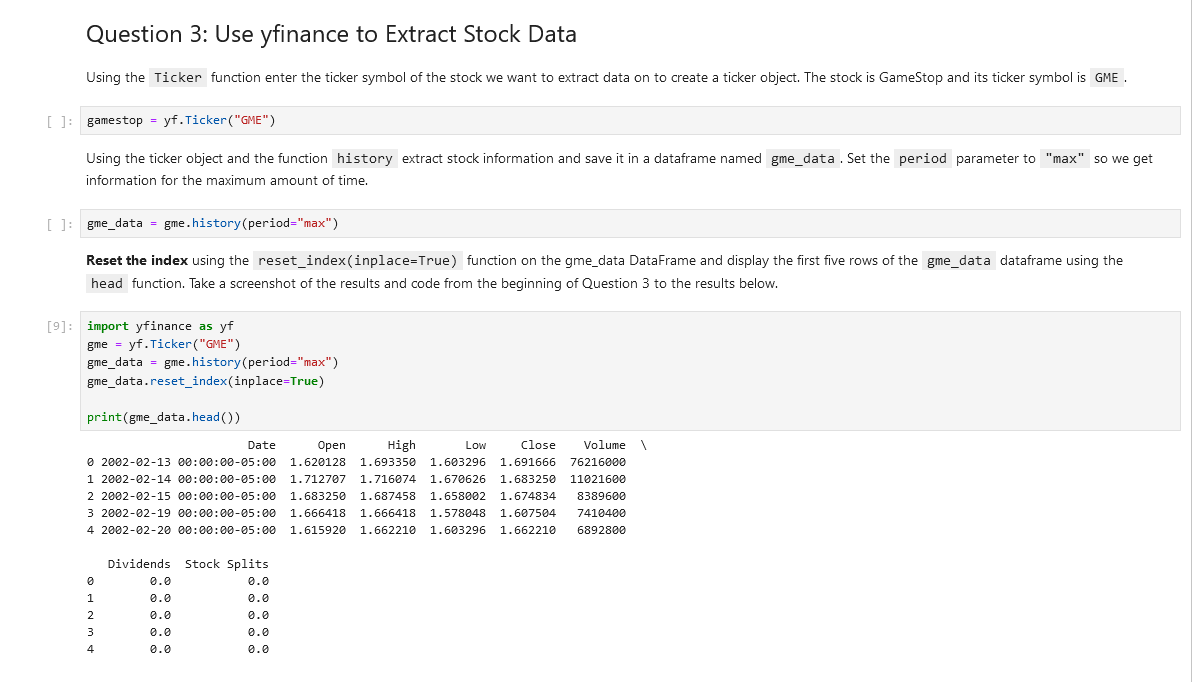 Question 3: Use yfinance to Extract Stock Data
Using the Ticker function enter the ticker symbol of the stock we want to extract data on to create a ticker object. The stock is GameStop and its ticker symbol is GME .
[ ]: gamestop = yf.Ticker("GME")
Using the ticker object and the function history extract stock information and save it in a dataframe named gme_data . Set the period parameter to "max" so we get
information for the maximum amount of time.
[ ]: gme_data = gme.history(period="max")
Reset the index using the reset_index(inplace=True) function on the gme_data DataFrame and display the first five rows of the gme_data dataframe using the
head function. Take a screenshot of the results and code from the beginning of Question 3 to the results below.
[9]: import yfinance as yf
gme = yf.Ticker("GME")
gme_data = gme.history(period="max")
gme_data.reset_index(inplace=True)
print(gme_data.head())
Date Open High Low Close Volume \
0 2002-02-13 00:00:00-05:00 1.620128 1.693350 1.603296 1.691666 76216000
1 2002-02-14 00:00:00-05:00 1.712707 1.716074 1.670626 1.683250 11021600
2 2002-02-15 00:00:00-05:00 1.683250 1.687458 1.658002 1.674834 8389600
3 2002-02-19 00:00:00-05:00 1.666418 1.666418 1.578048 1.607504 7410400
4 2002-02-20 00:00:00-05:00 1.615920 1.662210 1.603296 1.662210 6892800
Dividends Stock Splits
0 0.0 0.0
1 0.0 0.0
2 0.0 0.0
3 0.0 0.0
4 0.0 0.0